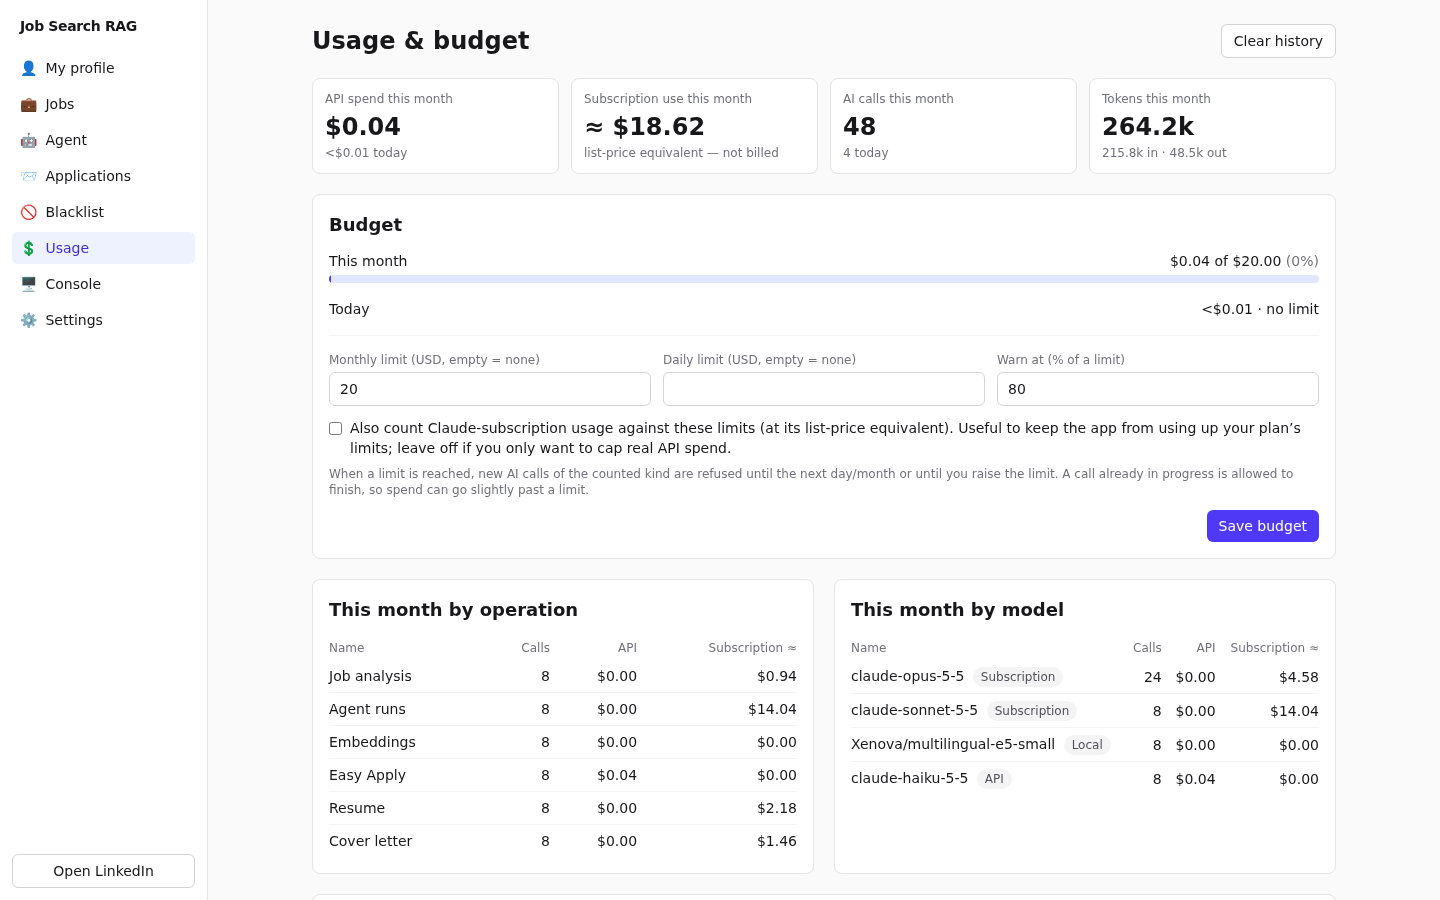 Job Search RAG
My profile
Jobs
Agent
Applications
Blacklist
Usage
Console
Settings
Open LinkedIn
Usage & budget
Clear history
API spend this month
$0.04
<$0.01 today
Subscription use this month
≈ $18.62
list-price equivalent — not billed
AI calls this month
48
4 today
Tokens this month
264.2k
215.8k in · 48.5k out
Budget
This month $0.04 of $20.00 (0%)
Today <$0.01 · no limit
Monthly limit (USD, empty = none) Daily limit (USD, empty = none) Warn at (% of a limit)
20 80
Also count Claude-subscription usage against these limits (at its list-price equivalent). Useful to keep the app from using up your plan’s
limits; leave off if you only want to cap real API spend.
When a limit is reached, new AI calls of the counted kind are refused until the next day/month or until you raise the limit. A call already in progress is allowed to
finish, so spend can go slightly past a limit.
Save budget
This month by operation
Name Calls API Subscription ≈
Job analysis 8 $0.00 $0.94
Agent runs 8 $0.00 $14.04
Embeddings 8 $0.00 $0.00
Easy Apply 8 $0.04 $0.00
Resume 8 $0.00 $2.18
Cover letter 8 $0.00 $1.46
This month by model
Name Calls API Subscription ≈
claude-opus-5-5 Subscription 24 $0.00 $4.58
claude-sonnet-5-5 Subscription 8 $0.00 $14.04
Xenova/multilingual-e5-small Local 8 $0.00 $0.00
claude-haiku-5-5 API 8 $0.04 $0.00